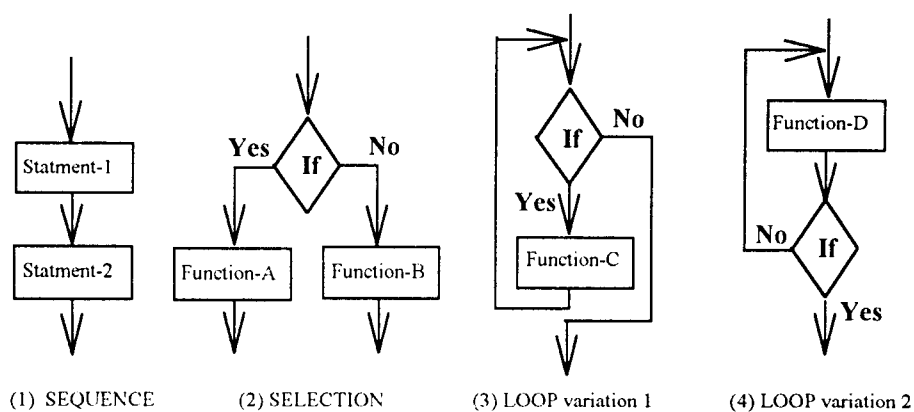 Statment-1
Statment-2
(1) SEQUENCE
Yes
If
No
Function-A
Function-B
(2) SELECTION
If
No
Yes
Function-C
(3) LOOP variation 1
Function-D
No
If
Yes
(4) LOOP variation 2